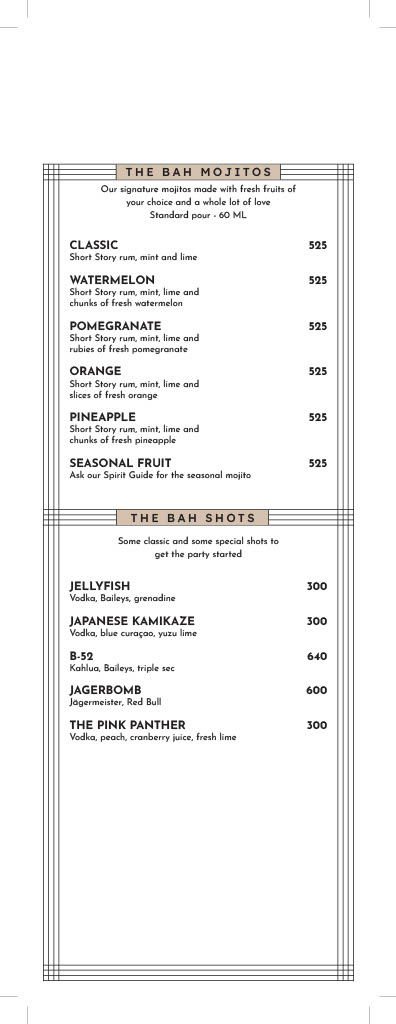 THE BAH MOJITOS
Our signature mojitos made with fresh fruits of
your choice and a whole lot of love
Standard pour - 60 ML
CLASSIC 525
Short Story rum, mint and lime
WATERMELON 525
Short Story rum, mint, lime and
chunks of fresh watermelon
POMEGRANATE 525
Short Story rum, mint, lime and
rubies of fresh pomegranate
ORANGE 525
Short Story rum, mint, lime and
slices of fresh orange
PINEAPPLE 525
Short Story rum, mint, lime and
chunks of fresh pineapple
SEASONAL FRUIT 525
Ask our Spirit Guide for the seasonal mojito
THE BAH SHOTS
Some classic and some special shots to
get the party started
JELLYFISH 300
Vodka, Baileys, grenadine
JAPANESE KAMIKAZE 300
Vodka, blue curaçao, yuzu lime
B-52 640
Kahlua, Baileys, triple sec
JAGERBOMB 600
Jägermeister, Red Bull
THE PINK PANTHER 300
Vodka, peach, cranberry juice, fresh lime